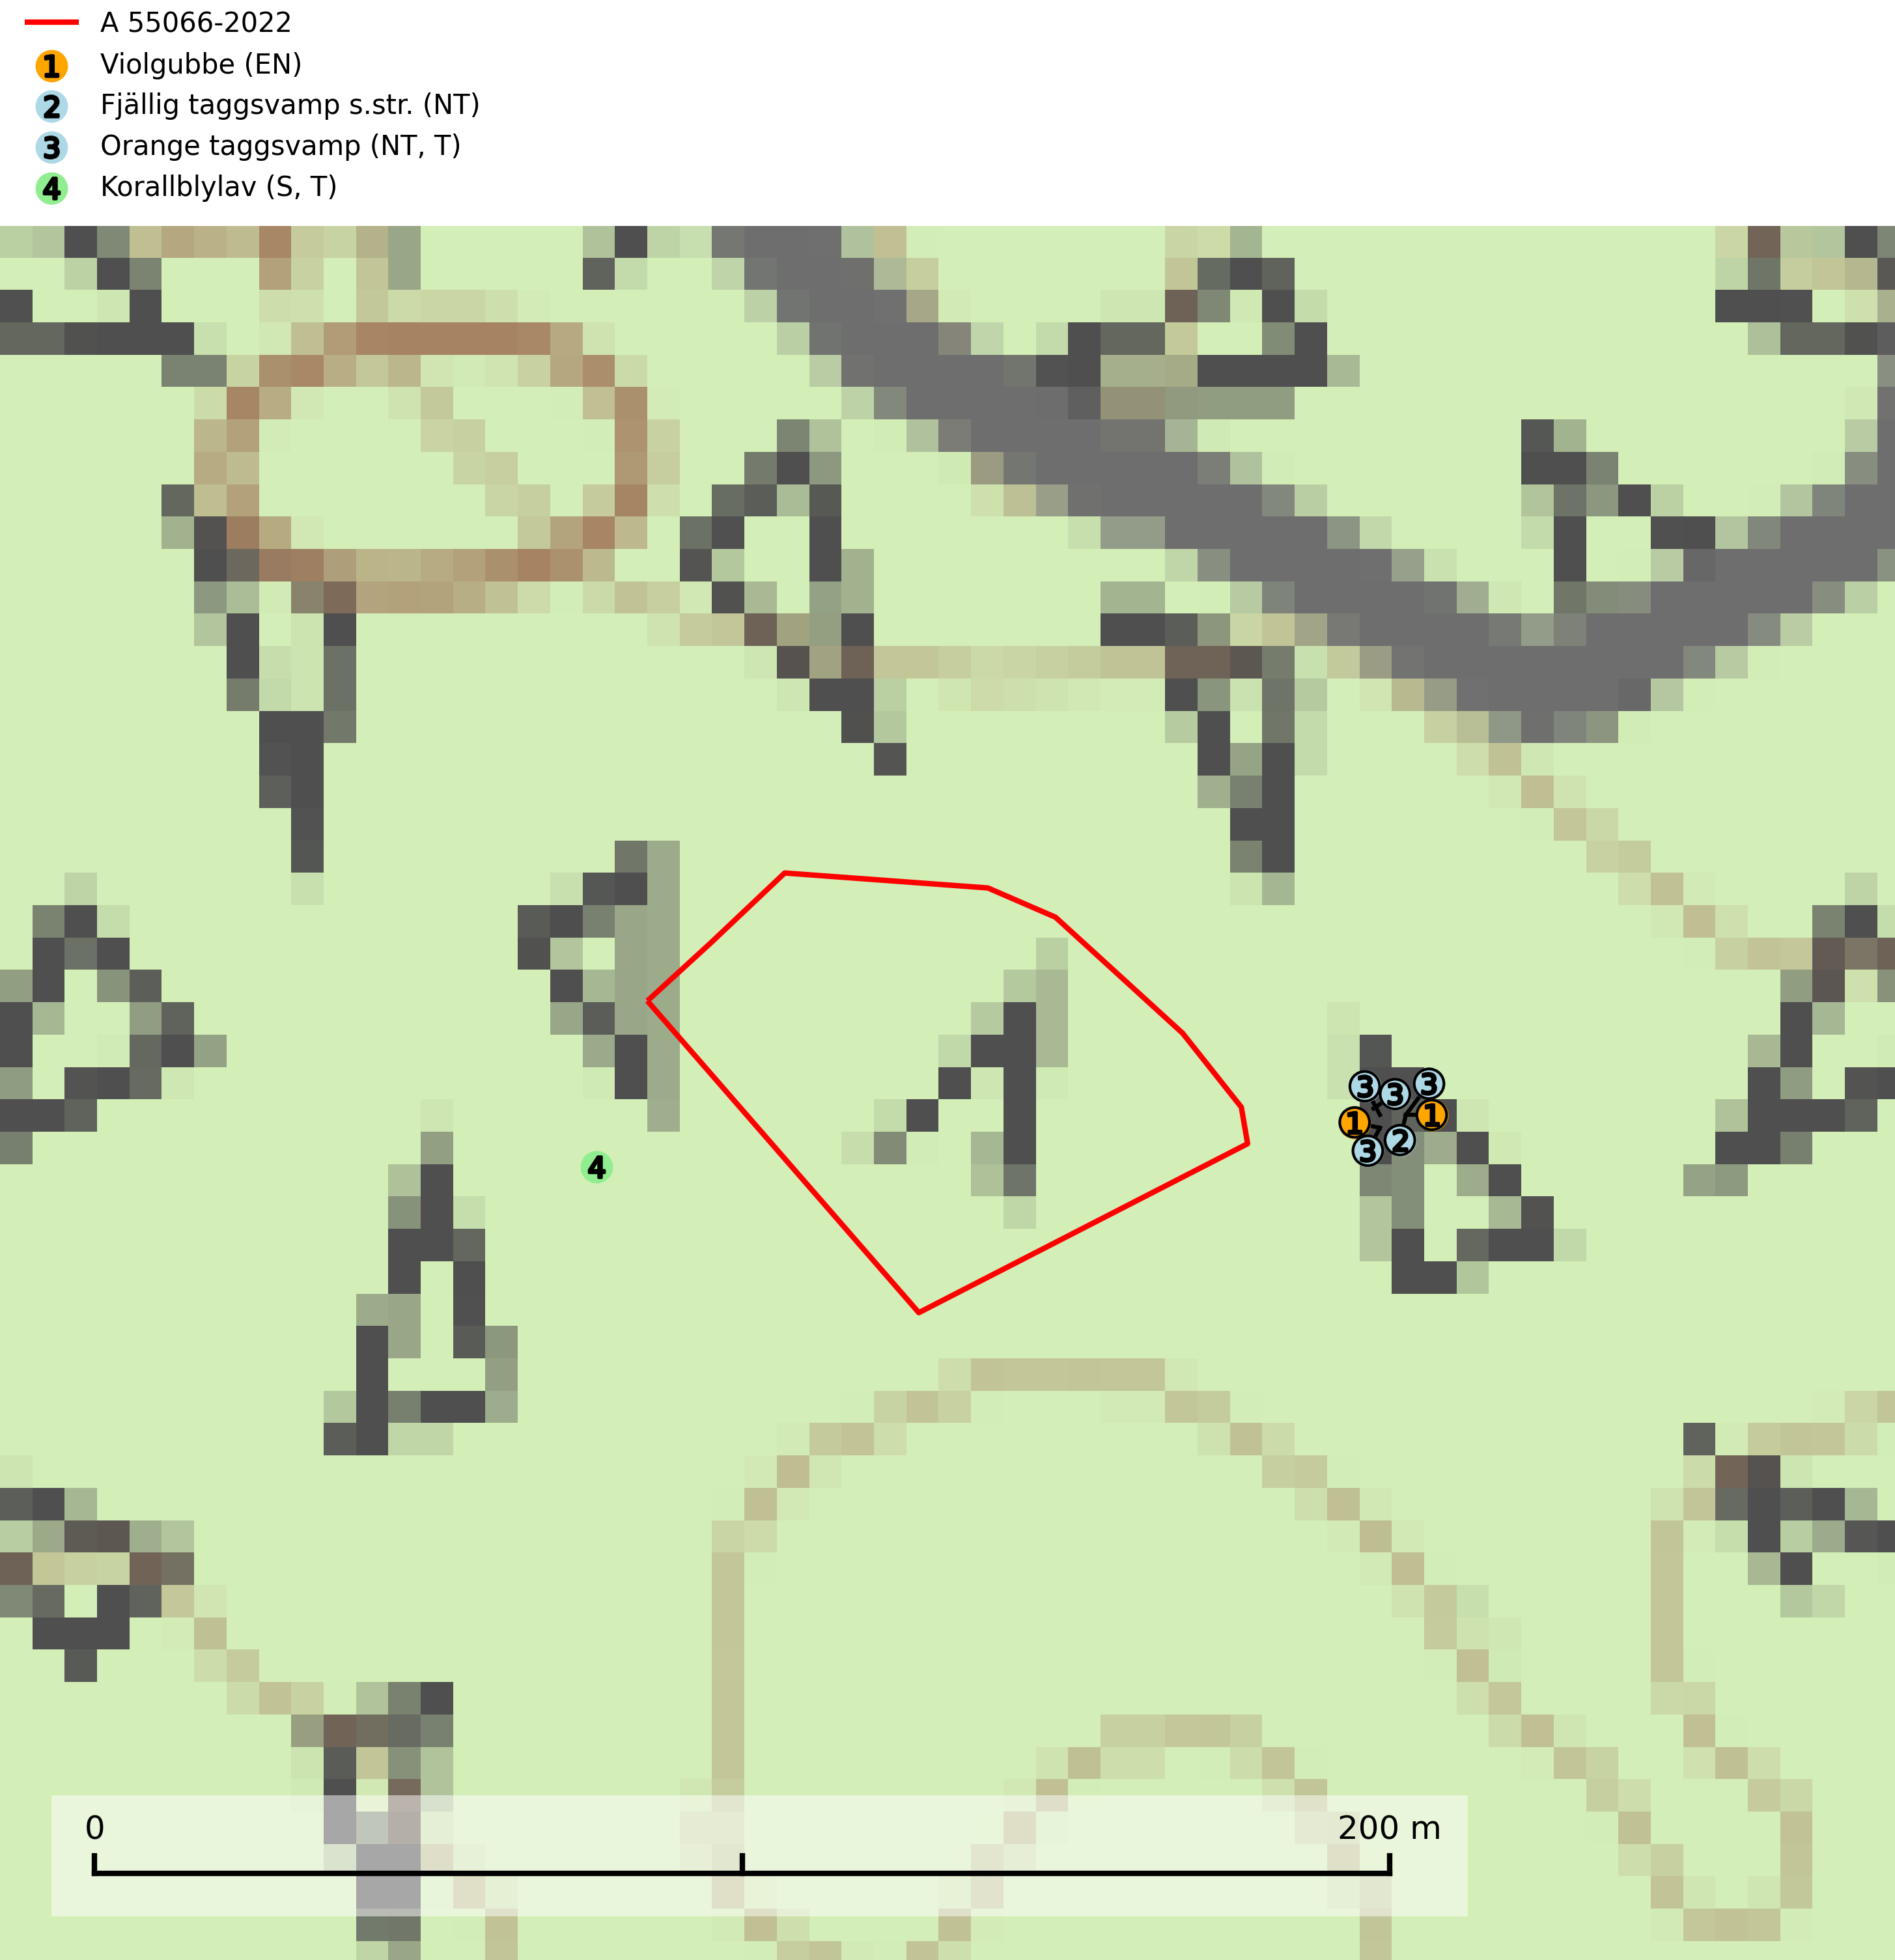 A 55066-2022
1 Violgubbe (EN)
2 Fjällig taggsvamp s.str. (NT)
3 Orange taggsvamp (NT, T)
4 Korallblylav (S, T)
3 3 3
1 1
3 2
4
0 200 m